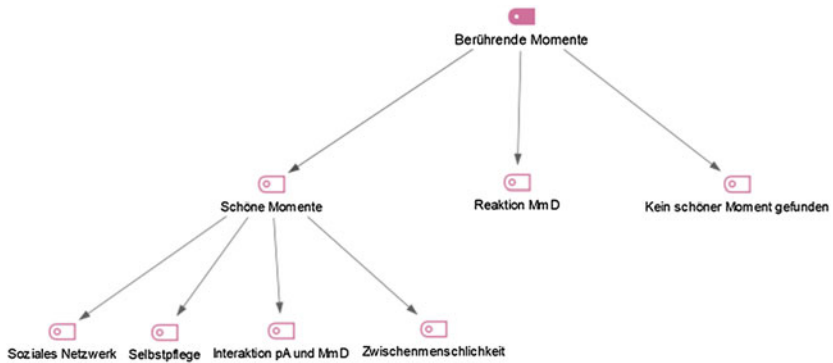 Berührende Momente
Schöne Momente
Reaktion MmD
Kein schöner Moment gefunden
Soziales Netzwerk
Selbstpflege
Interaktion pA und MmD
Zwischenmenschlichkeit